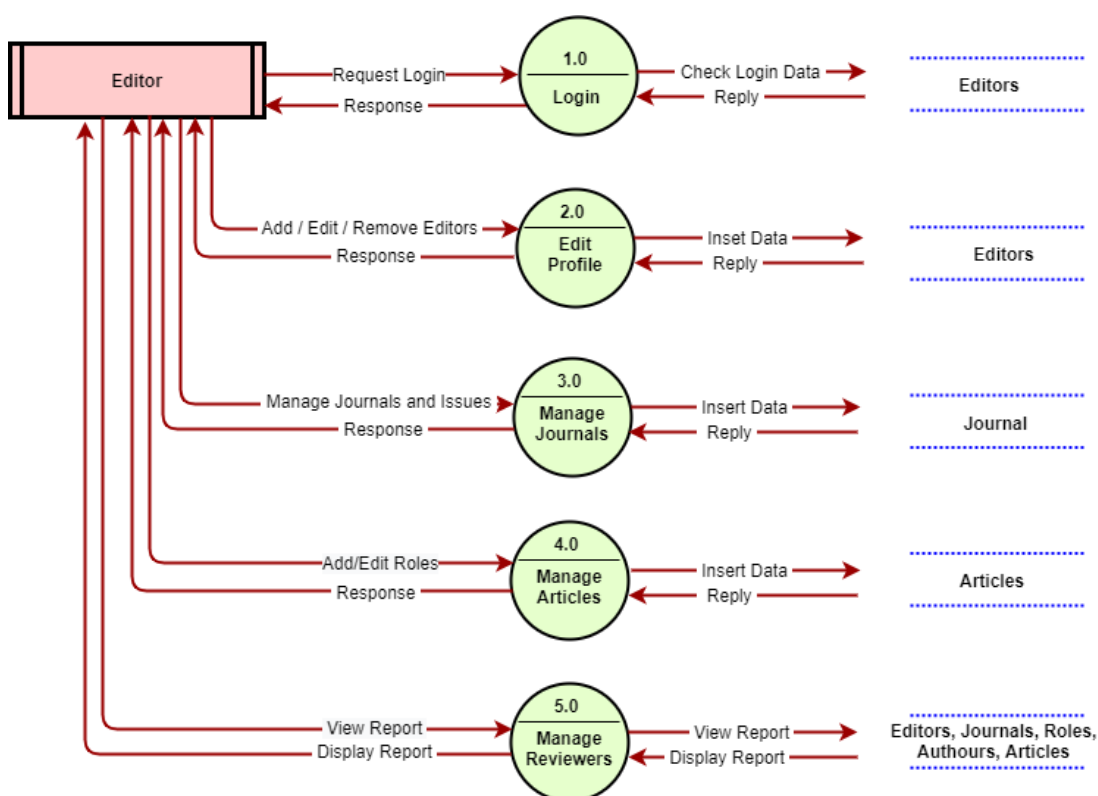 Editor
Request Login
Response
1.0
Login
Check Login Data
Reply
Editors
Add / Edit / Remove Editors
Response
2.0
Edit
Profile
Inset Data
Reply
Editors
Manage Journals and Issues
Response
3.0
Manage
Journals
Insert Data
Reply
Journal
Add/Edit Roles
Response
4.0
Manage
Articles
Insert Data
Reply
Articles
View Report
Display Report
5.0
Manage
Reviewers
View Report
Display Report
Editors, Journals, Roles,
Authours, Articles